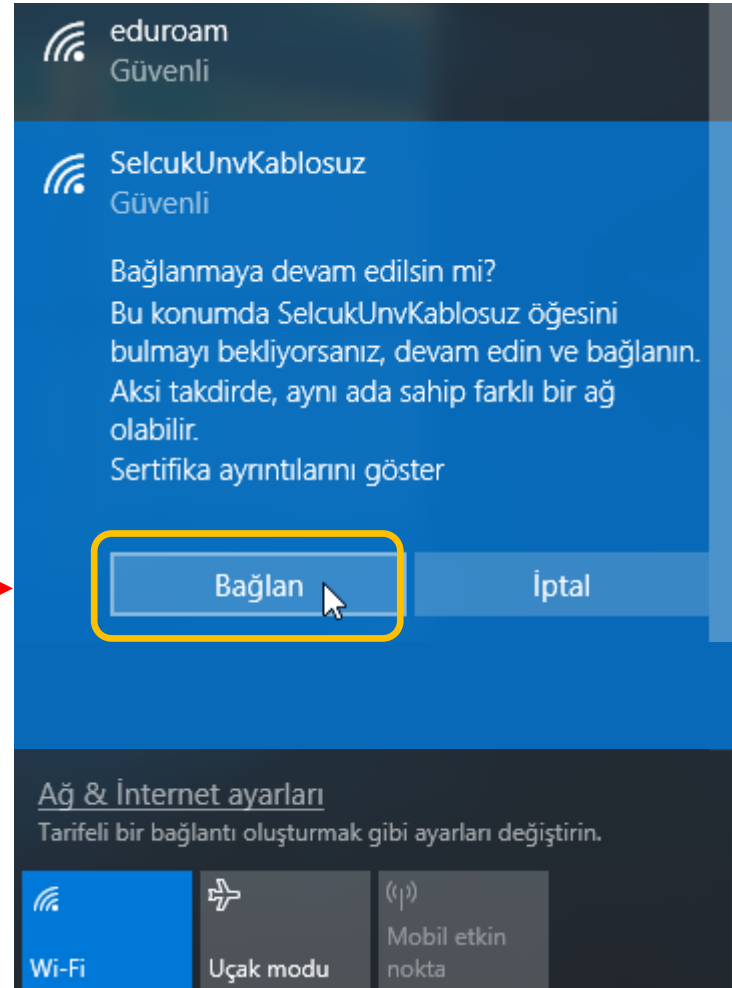 eduroam
Güvenli
SelcukUnvKablosuz
Güvenli
Bağlanmaya devam edilsin mi?
Bu konumda SelcukUnvKablosuz öğesini
bulmayı bekliyorsanız, devam edin ve bağlanın.
Aksi takdirde, aynı ada sahip farklı bir ağ
olabilir.
Sertifika ayrıntılarını göster
Bağlan İptal
Ağ & İnternet ayarları
Tarifeli bir bağlantı oluşturmak gibi ayarları değiştirin.
Mobil etkin
Wi-Fi Uçak modu nokta